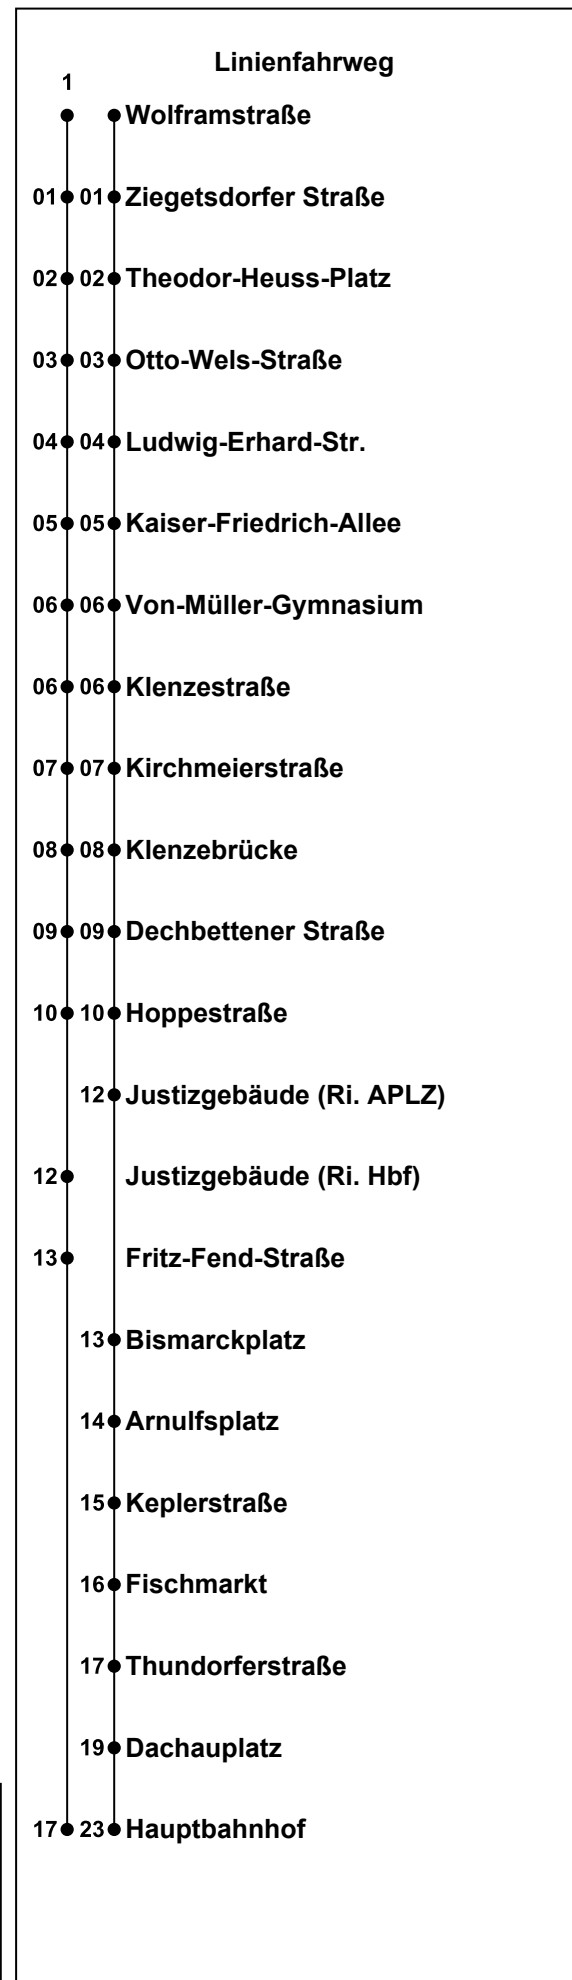 Linienfahrweg
1
Wolframstraße
01 01 Ziegetsdorfer Straße
02 02 Theodor-Heuss-Platz
03 03 Otto-Wels-Straße
04 04 Ludwig-Erhard-Str.
05 05 Kaiser-Friedrich-Allee
06 06 Von-Müller-Gymnasium
06 06 Klenzestraße
07 07 Kirchmeierstraße
08 08 Klenzebrücke
09 09 Dechbettener Straße
10 10 Hoppestraße
12 Justizgebäude (Ri. APLZ)
12 Justizgebäude (Ri. Hbf)
13 Fritz-Fend-Straße
13 Bismarckplatz
14 Arnulfsplatz
15 Keplerstraße
16 Fischmarkt
17 Thundorferstraße
19 Dachauplatz
17 23 Hauptbahnhof